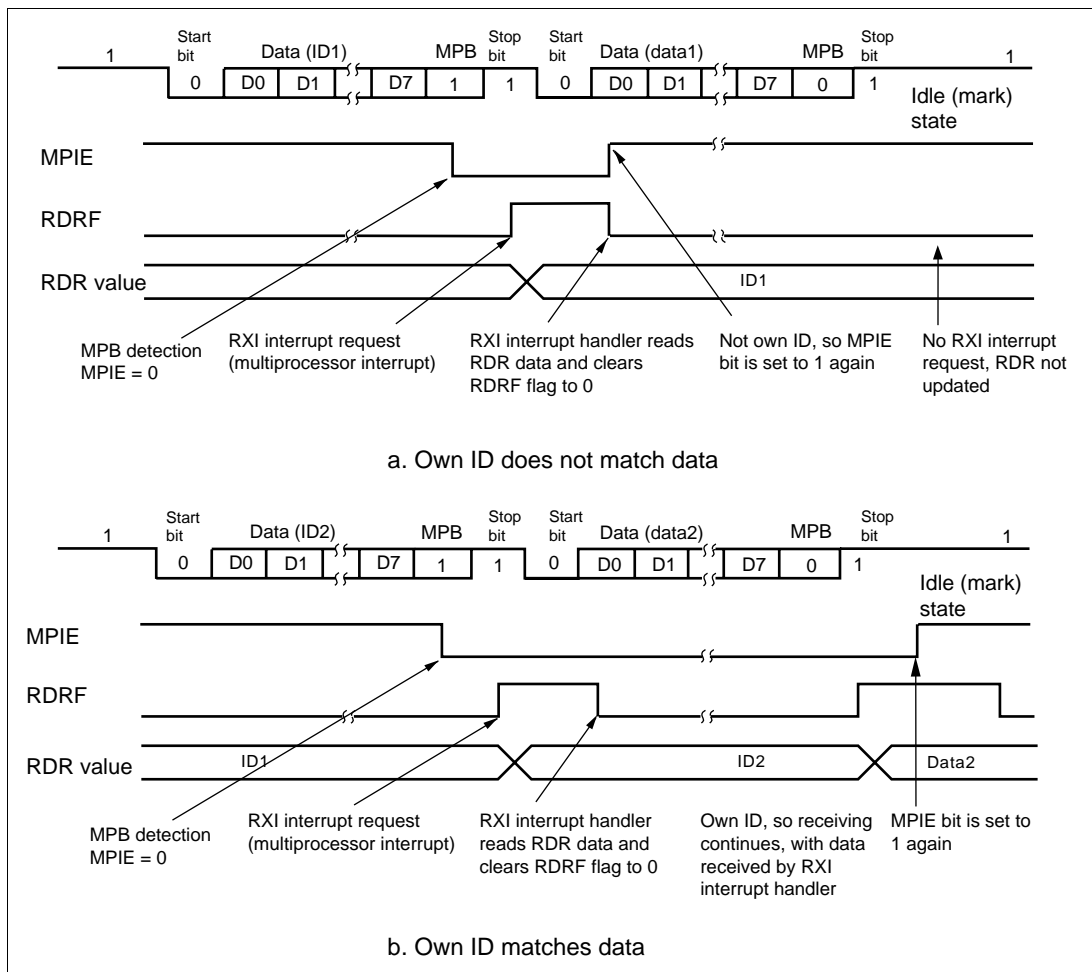 1
Start
bit
Data (ID1)
MPB
Stop
bit
Start
bit
Data (data1)
MPB
Stop
bit
1
0 D0 D1 D7 1 1 0 D0 D1 D7 0 1
Idle (mark)
state
MPIE
RDRF
RDR value
ID1
MPB detection
MPIE = 0
RXI interrupt request
(multiprocessor interrupt)
RXI interrupt handler reads
RDR data and clears
RDRF flag to 0
Not own ID, so MPIE
bit is set to 1 again
No RXI interrupt
request, RDR not
updated
a. Own ID does not match data
1
Start
bit
Data (ID2)
MPB
Stop
bit
Start
bit
Data (data2)
MPB
Stop
bit
1
0 D0 D1 D7 1 1 0 D0 D1 D7 0 1
Idle (mark)
state
MPIE
RDRF
RDR value
ID1
ID2
Data2
MPB detection
MPIE = 0
RXI interrupt request
(multiprocessor interrupt)
RXI interrupt handler
reads RDR data and
clears RDRF flag to 0
Own ID, so receiving
continues, with data
received by RXI
interrupt handler
MPIE bit is set to
1 again
b. Own ID matches data